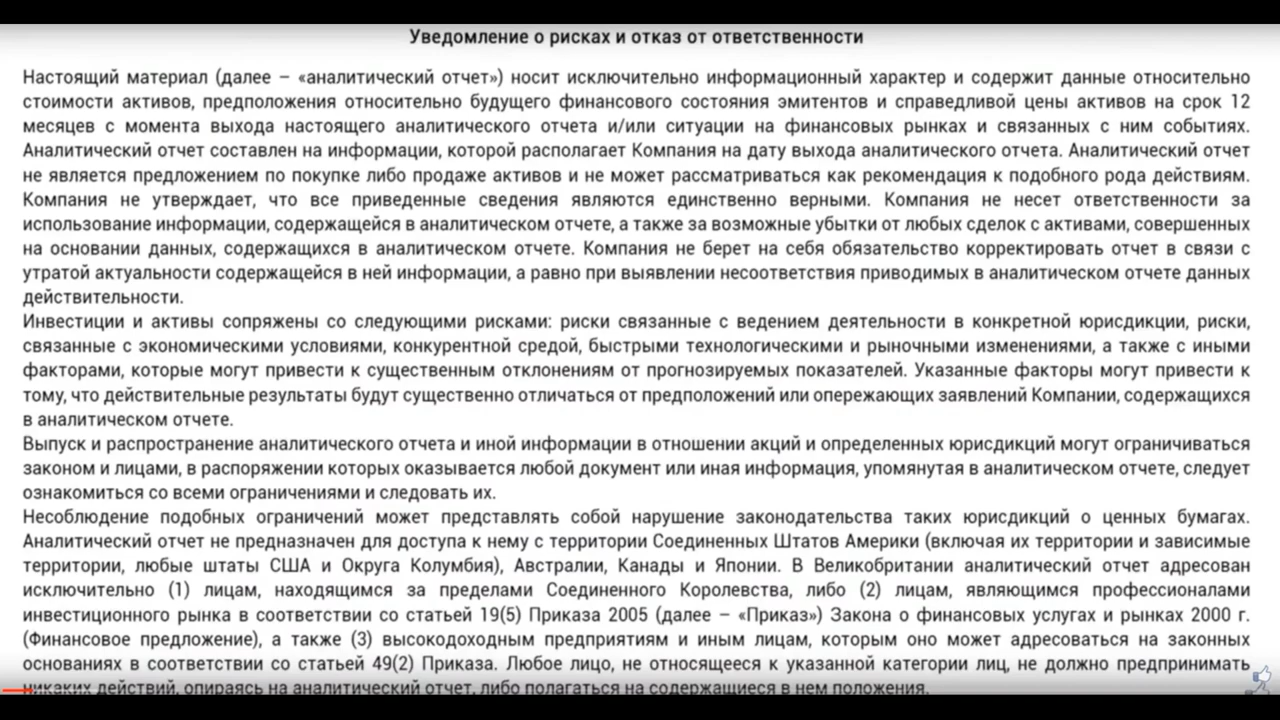 Уведомление о рисках и отказ от ответственности
Настоящий материал (далее – «аналитический отчет») носит исключительно информационный характер и содержит данные относительно
стоимости активов, предположения относительно будущего финансового состояния эмитентов и справедливой цены активов на срок 12
месяцев с момента выхода настоящего аналитического отчета и/или ситуации на финансовых рынках и связанных с ним событиях.
Аналитический отчет составлен на информации, которой располагает Компания на дату выхода аналитического отчета. Аналитический отчет
не является предложением по покупке либо продаже активов и не может рассматриваться как рекомендация к подобного рода действиям.
Компания не утверждает, что все приведенные сведения являются единственно верными. Компания не несет ответственности за
использование информации, содержащейся в аналитическом отчете, а также за возможные убытки от любых сделок с активами, совершенных
на основании данных, содержащихся в аналитическом отчете. Компания не берет на себя обязательство корректировать отчет в связи с
утратой актуальности содержащейся в ней информации, а равно при выявлении несоответствия приводимых в аналитическом отчете данных
действительности.
Инвестиции и активы сопряжены со следующими рисками: риски связанные с ведением деятельности в конкретной юрисдикции, риски,
связанные с экономическими условиями, конкурентной средой, быстрыми технологическими и рыночными изменениями, а также с иными
факторами, которые могут привести к существенным отклонениям от прогнозируемых показателей. Указанные факторы могут привести к
тому, что действительные результаты будут существенно отличаться от предположений или опережающих заявлений Компании, содержащихся
в аналитическом отчете.
Выпуск и распространение аналитического отчета и иной информации в отношении акций и определенных юрисдикций могут ограничиваться
законом и лицами, в распоряжении которых оказывается любой документ или иная информация, упомянутая в аналитическом отчете, следует
ознакомиться со всеми ограничениями и следовать их.
Несоблюдение подобных ограничений может представлять собой нарушение законодательства таких юрисдикций о ценных бумагах.
Аналитический отчет не предназначен для доступа к нему с территории Соединенных Штатов Америки (включая их территории и зависимые
территории, любые штаты США и Округа Колумбия), Австралии, Канады и Японии. В Великобритании аналитический отчет адресован
исключительно (1) лицам, находящимся за пределами Соединенного Королевства, либо (2) лицам, являющимся профессионалами
инвестиционного рынка в соответствии со статьей 19(5) Приказа 2005 (далее – «Приказ») Закона о финансовых услугах и рынках 2000 г.
(Финансовое предложение), а также (3) высокодоходным предприятиям и иным лицам, которым оно может адресоваться на законных
основаниях в соответствии со статьей 49(2) Приказа. Любое лицо, не относящееся к указанной категории лиц, не должно предпринимать
никаких действий, опираясь на аналитический отчет, либо полагаться на содержащиеся в нем положения.